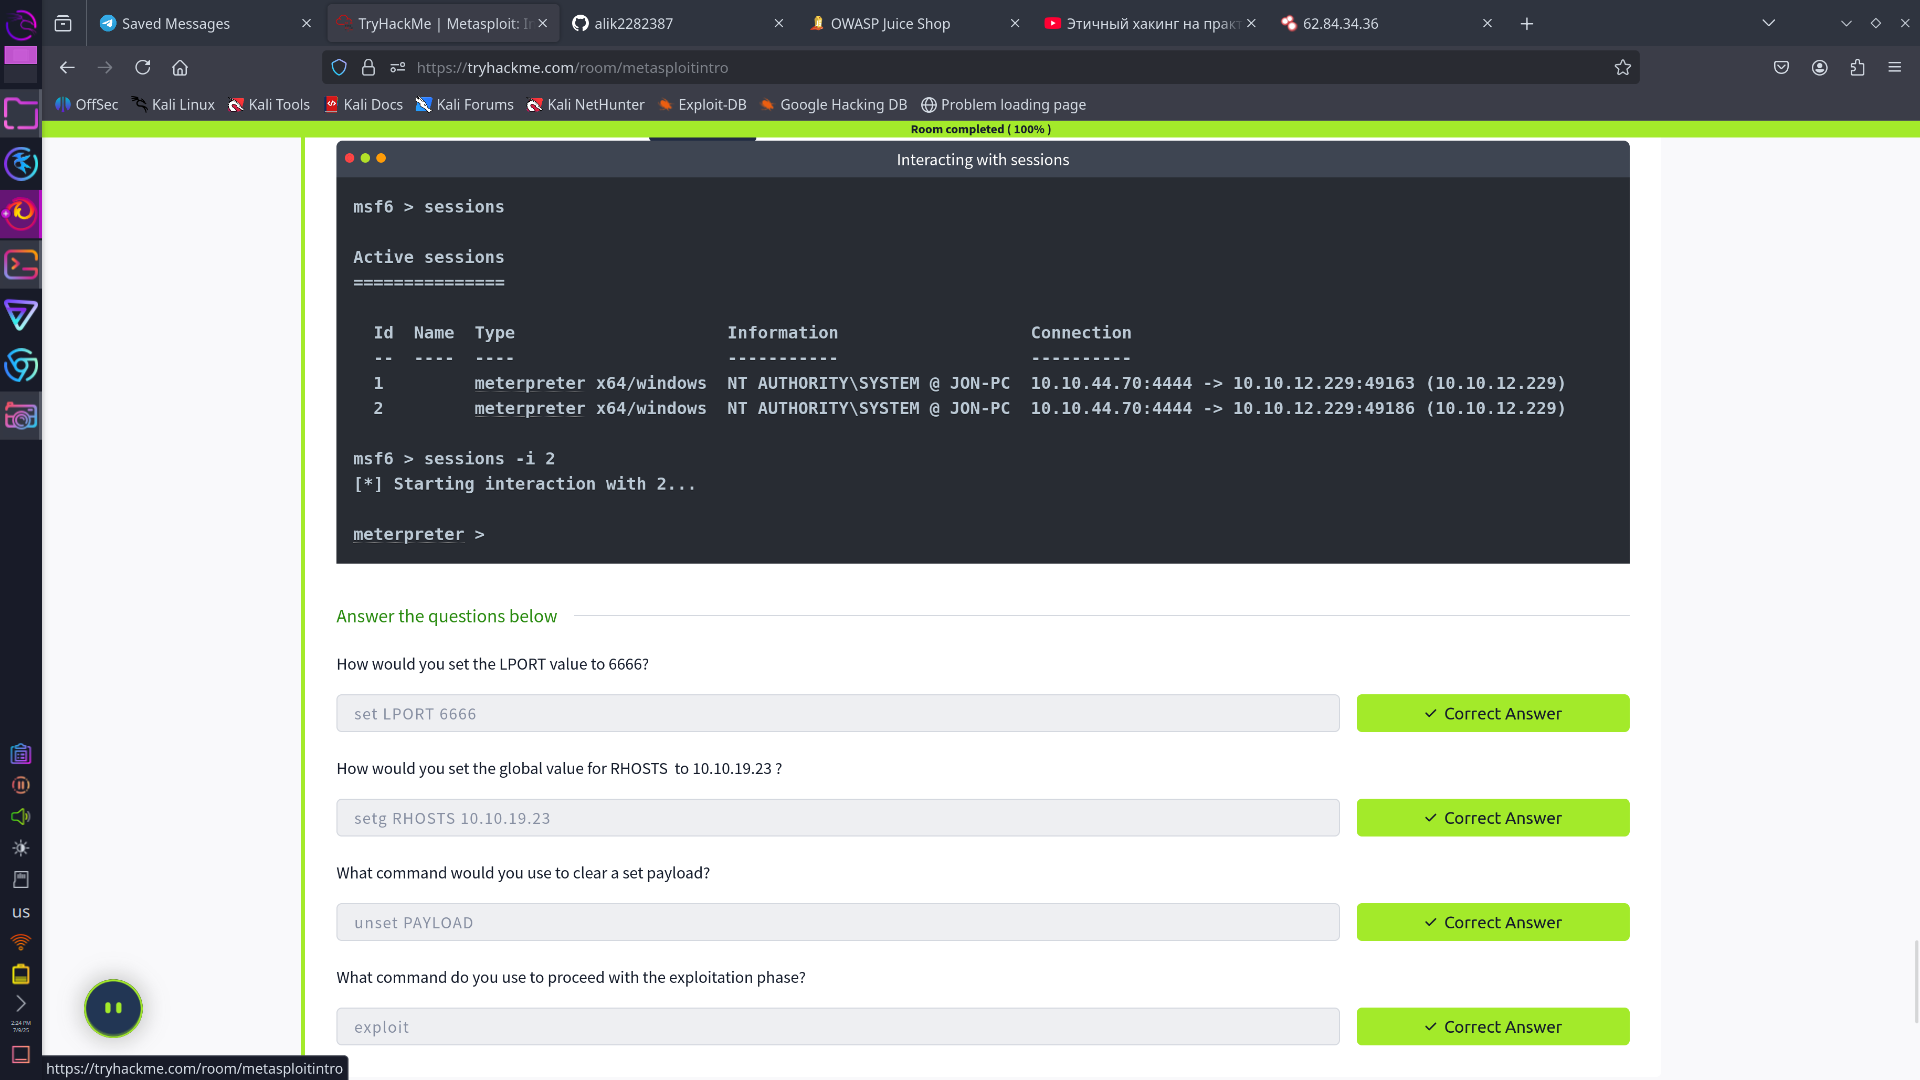 Saved Messages
TryHackMe | Metasploit: I
alik2282387
OWASP Juice Shop
Этичный хакинг на практ
62.84.34.36
https://tryhackme.com/room/metasploitintro
OffSec
Kali Linux
Kali Tools
Kali Docs
Kali Forums
Kali NetHunter
Exploit-DB
Google Hacking DB
Problem loading page
Room completed ( 100% )
Interacting with sessions
msf6 > sessions
Active sessions
===============
Id Name Type Information Connection
-- ---- ---- ----------- ----------
1 meterpreter x64/windows NT AUTHORITY\SYSTEM @ JON-PC 10.10.44.70:4444 -> 10.10.12.229:49163 (10.10.12.229)
2 meterpreter x64/windows NT AUTHORITY\SYSTEM @ JON-PC 10.10.44.70:4444 -> 10.10.12.229:49186 (10.10.12.229)
msf6 > sessions -i 2
[*] Starting interaction with 2...
meterpreter >
Answer the questions below
How would you set the LPORT value to 6666?
set LPORT 6666
Correct Answer
How would you set the global value for RHOSTS to 10.10.19.23 ?
setg RHOSTS 10.10.19.23
Correct Answer
What command would you use to clear a set payload?
unset PAYLOAD
Correct Answer
What command do you use to proceed with the exploitation phase?
exploit
Correct Answer
us
2:24 PM
7/9/25
https://tryhackme.com/room/metasploitintro